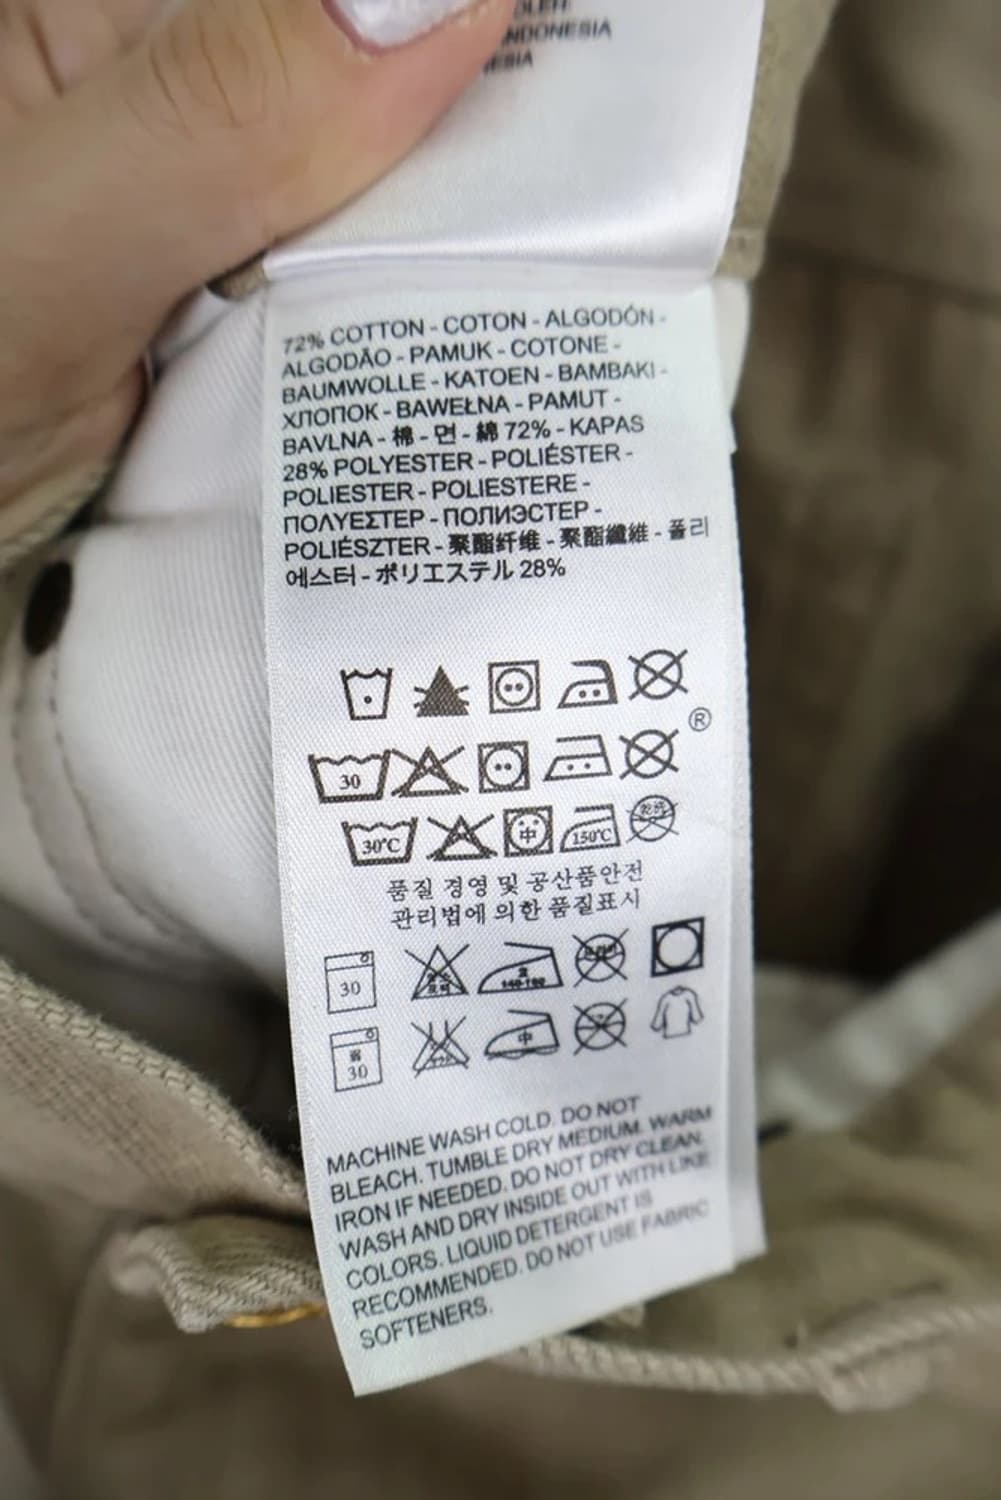 INDONESIA
72% COTTON - COTON - ALGODÓN -
ALGODÃO - PAMUK - COTONE -
BAUMWOLLE - KATOEN - BAMBAKI -
ХЛОПОК - BAWEŁNA - PAMUT -
BAVLNA - 棉 - 면 - 綿 72% - KAPAS
28% POLYESTER - POLIÉSTER -
POLIESTER - POLIESTERE -
ΠΟΛΥΕΣΤΕΡ - ПОЛИЭСТЕР -
POLIÉSZTER - 聚酯纤维 - 聚酯纖維 - 폴리
에스터 - ポリエステル 28%
®
30
30℃ 中 150℃ 乾洗
품질 경영 및 공산품안전
관리법에 의한 품질표시
30
弱 中
30
MACHINE WASH COLD. DO NOT
BLEACH. TUMBLE DRY MEDIUM. WARM
IRON IF NEEDED. DO NOT DRY CLEAN.
WASH AND DRY INSIDE OUT WITH LIKE
COLORS. LIQUID DETERGENT IS
RECOMMENDED. DO NOT USE FABRIC
SOFTENERS.